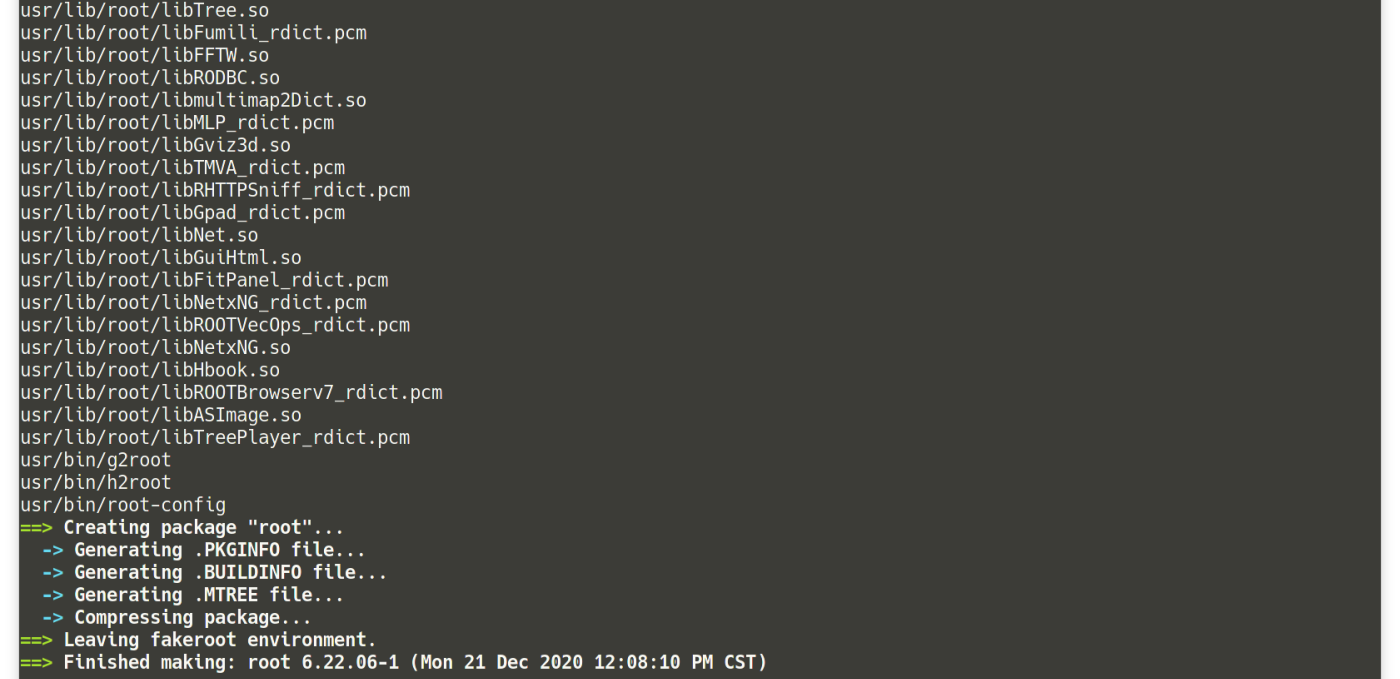 usr/lib/root/libTree.so
usr/lib/root/libFumili_rdict.pcm
usr/lib/root/libFFTW.so
usr/lib/root/libRODBC.so
usr/lib/root/libmultimap2Dict.so
usr/lib/root/libMLP_rdict.pcm
usr/lib/root/libGviz3d.so
usr/lib/root/libTMVA_rdict.pcm
usr/lib/root/libRHTTPSniff_rdict.pcm
usr/lib/root/libGpad_rdict.pcm
usr/lib/root/libNet.so
usr/lib/root/libGuiHtml.so
usr/lib/root/libFitPanel_rdict.pcm
usr/lib/root/libNetxNG_rdict.pcm
usr/lib/root/libROOTVecOps_rdict.pcm
usr/lib/root/libNetxNG.so
usr/lib/root/libHbook.so
usr/lib/root/libROOTBrowserv7_rdict.pcm
usr/lib/root/libASImage.so
usr/lib/root/libTreePlayer_rdict.pcm
usr/bin/g2root
usr/bin/h2root
usr/bin/root-config
==> Creating package "root"...
  -> Generating .PKGINFO file...
  -> Generating .BUILDINFO file...
  -> Generating .MTREE file...
  -> Compressing package...
==> Leaving fakeroot environment.
==> Finished making: root 6.22.06-1 (Mon 21 Dec 2020 12:08:10 PM CST)